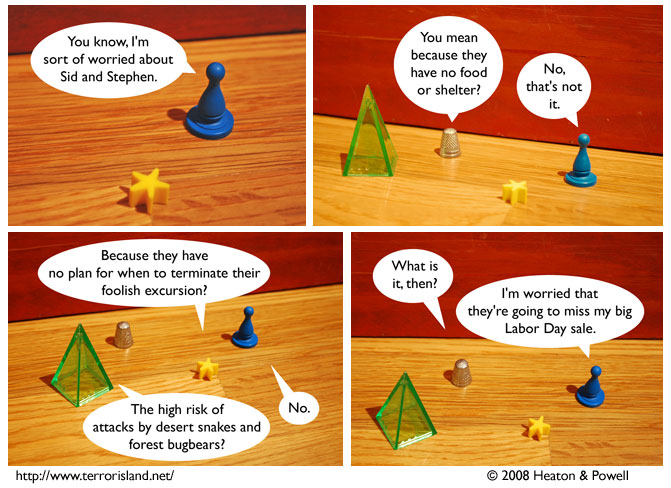 You know, I'm
sort of worried about
Sid and Stephen.
You mean
because they
have no food
or shelter?
No,
that's not
it.
Because they have
no plan for when to terminate their
foolish excursion?
The high risk of
attacks by desert snakes and
forest bugbears?
No.
What is
it, then?
I'm worried that
they're going to miss my big
Labor Day sale.
http://www.terrorisland.net/
© 2008 Heaton & Powell